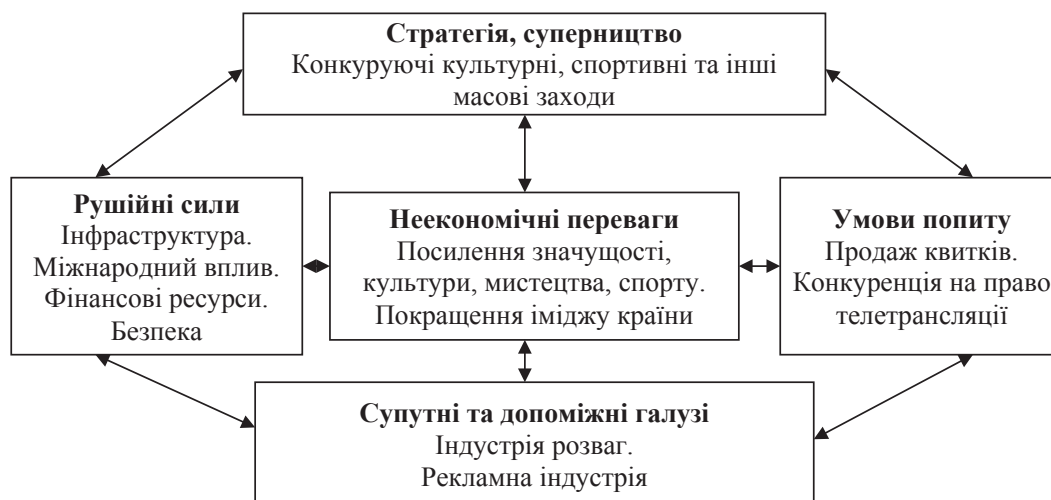 Стратегія, суперництво
Конкуруючі культурні, спортивні та інші
масові заходи
Рушійні сили
Інфраструктура.
Міжнародний вплив.
Фінансові ресурси.
Безпека
Неекономічні переваги
Посилення значущості,
культури, мистецтва, спорту.
Покращення іміджу країни
Умови попиту
Продаж квитків.
Конкуренція на право
телетрансляції
Супутні та допоміжні галузі
Індустрія розваг.
Рекламна індустрія